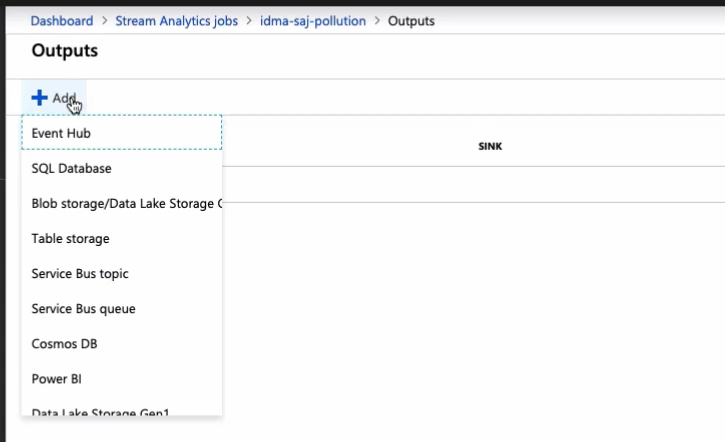 Dashboard > Stream Analytics jobs > idma-saj-pollution > Outputs
Outputs
+ Add
Event Hub
SINK
SQL Database
Blob storage/Data Lake Storage
Table storage
Service Bus topic
Service Bus queue
Cosmos DB
Power BI
Data Lake Storage Gen1